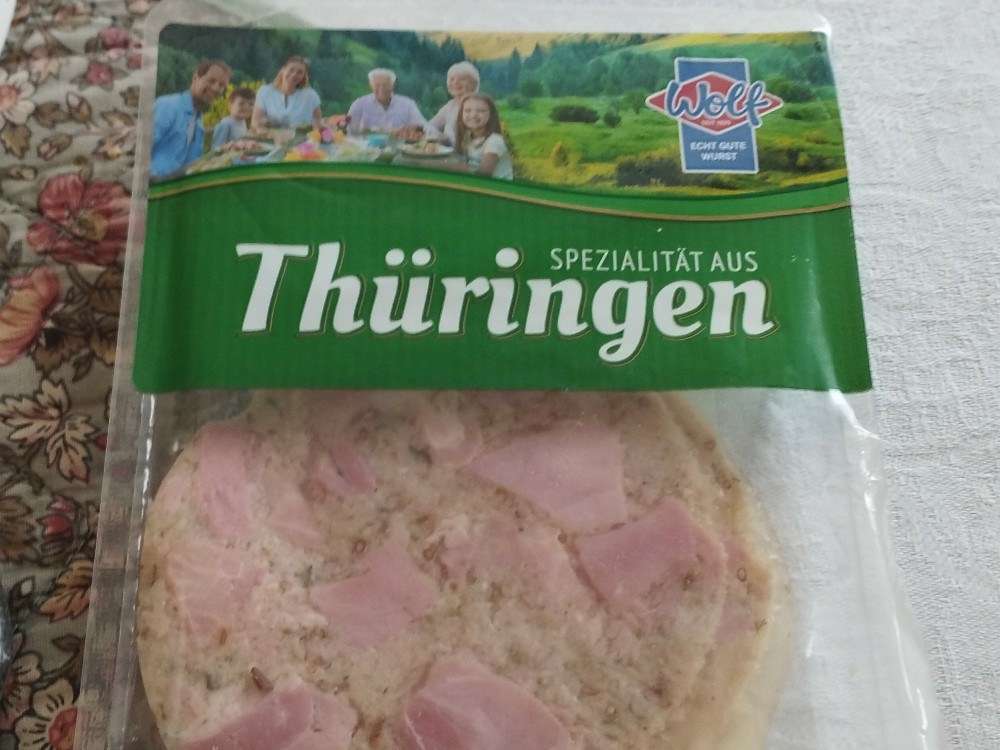 Wolf
ECHT GUTE
WURST
SPEZIALITÄT AUS
Thüringen